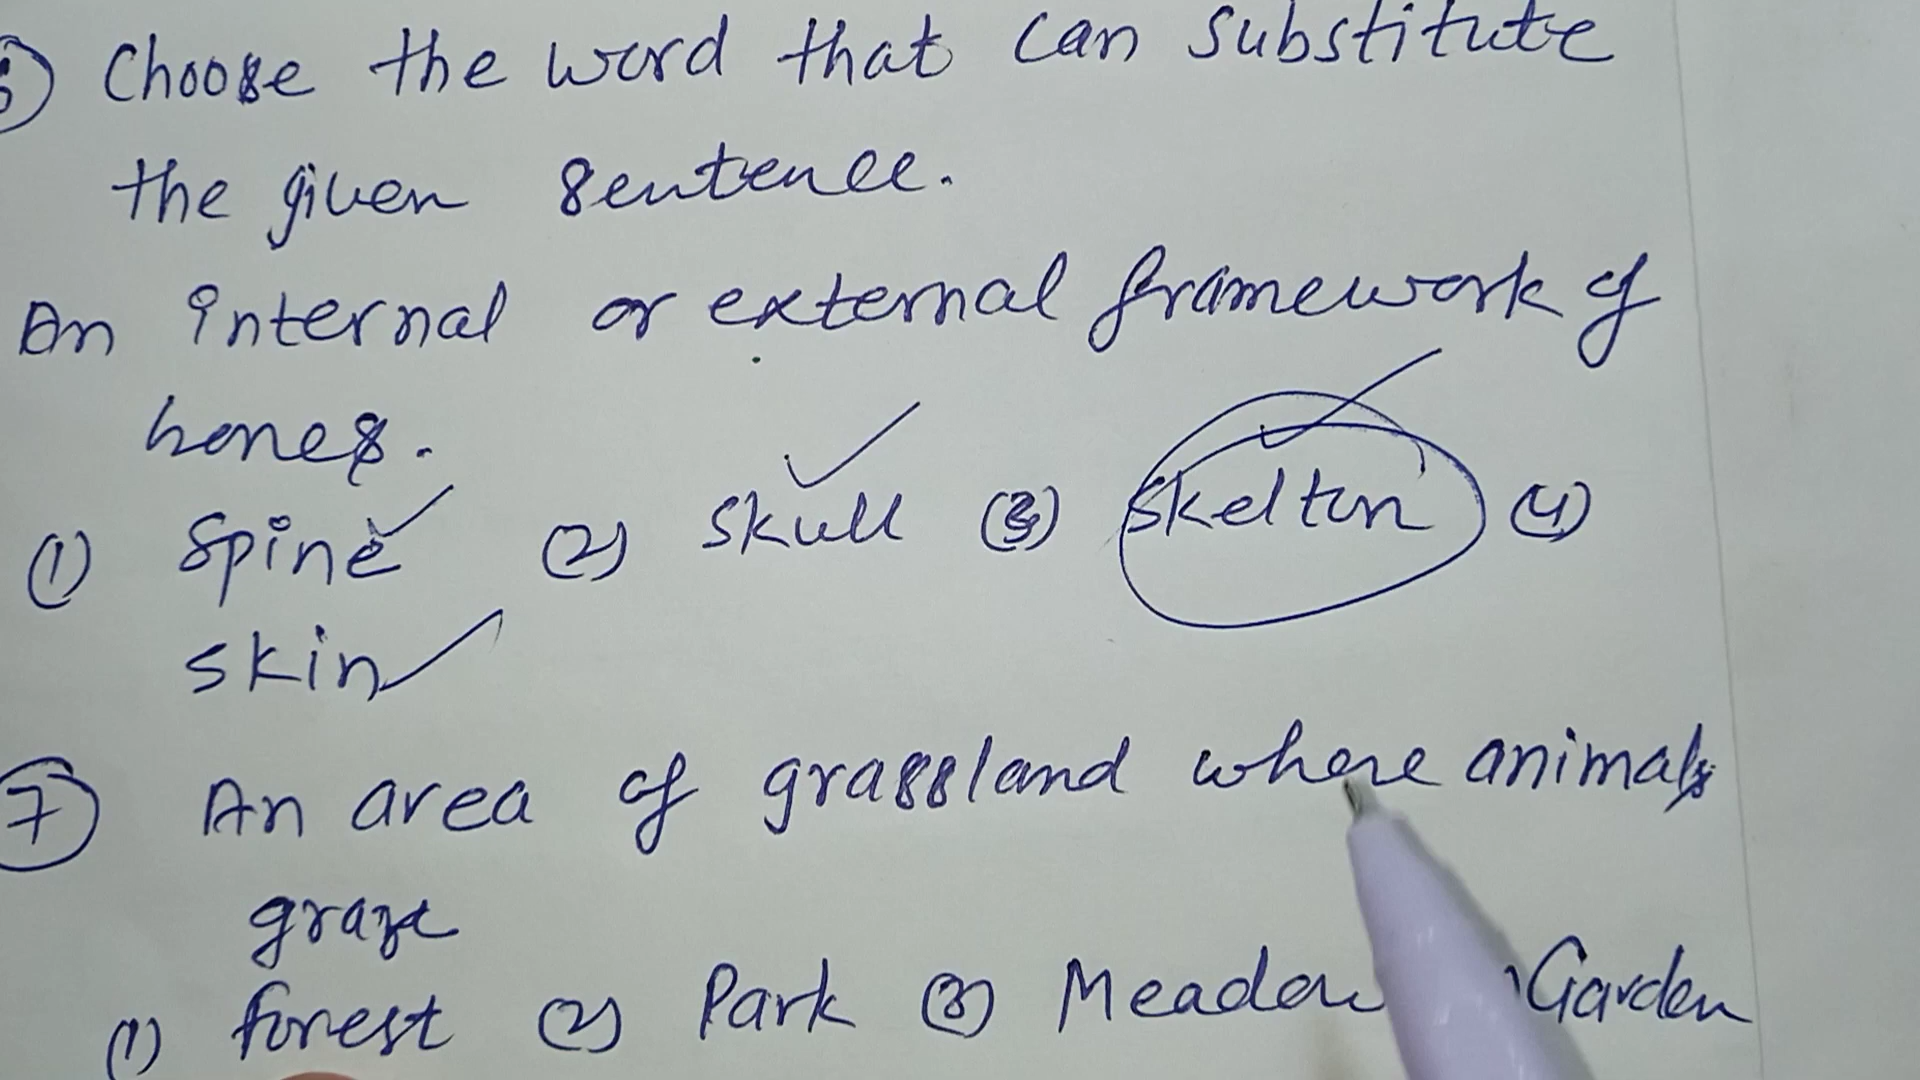 6) Choose the word that can substitute
the given sentence.
An internal or external framework of
bones.
(1) Spine (2) Skull (3) Skelton (4)
Skin
7) An area of grassland where animals
graze
(1) forest (2) Park (3) Meadow Garden